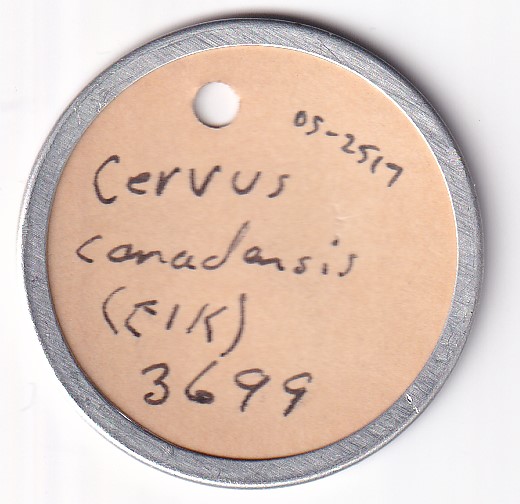 05-2517
Cervus
canadensis
(Elk)
3699